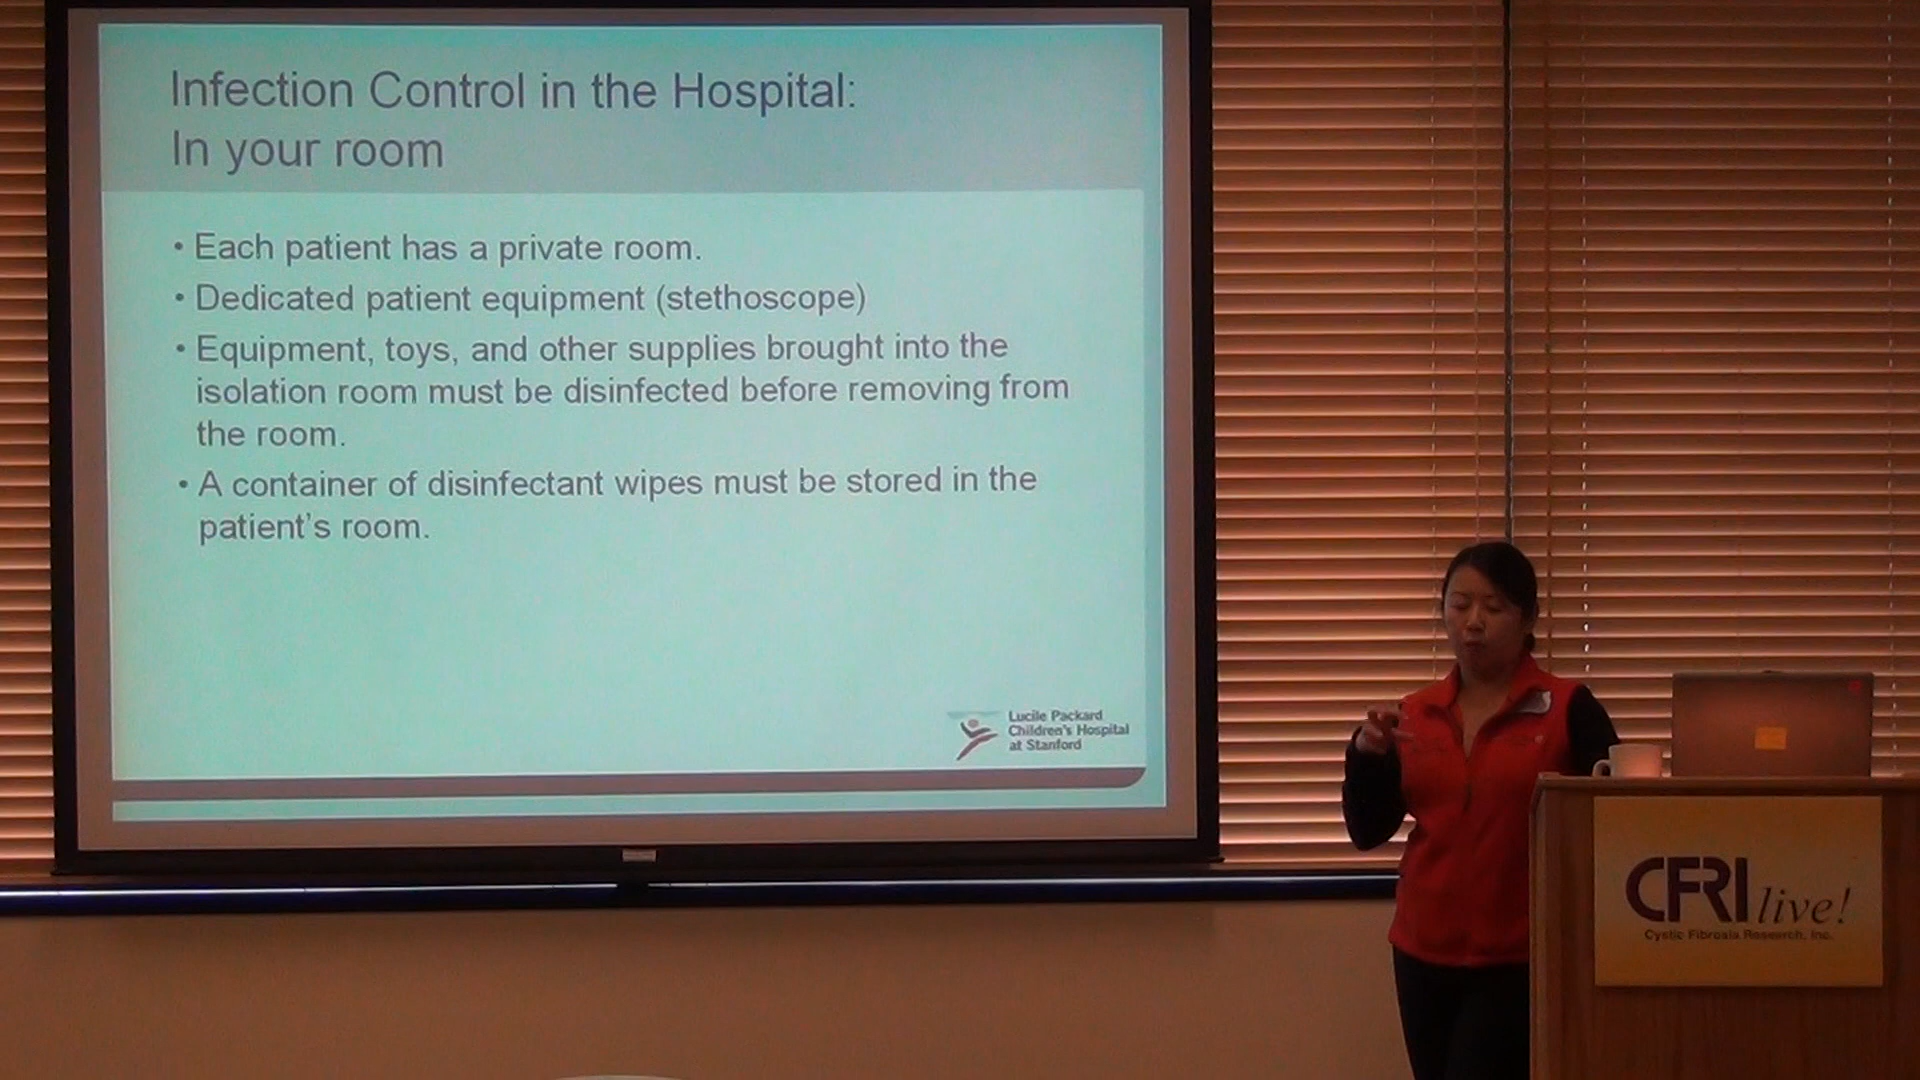 Infection Control in the Hospital:
In your room
• Each patient has a private room.
• Dedicated patient equipment (stethoscope)
• Equipment, toys, and other supplies brought into the
isolation room must be disinfected before removing from
the room.
• A container of disinfectant wipes must be stored in the
patient's room.
Lucile Packard
Children's Hospital
at Stanford
CFRI live!
Cystic Fibrosis Research, Inc.